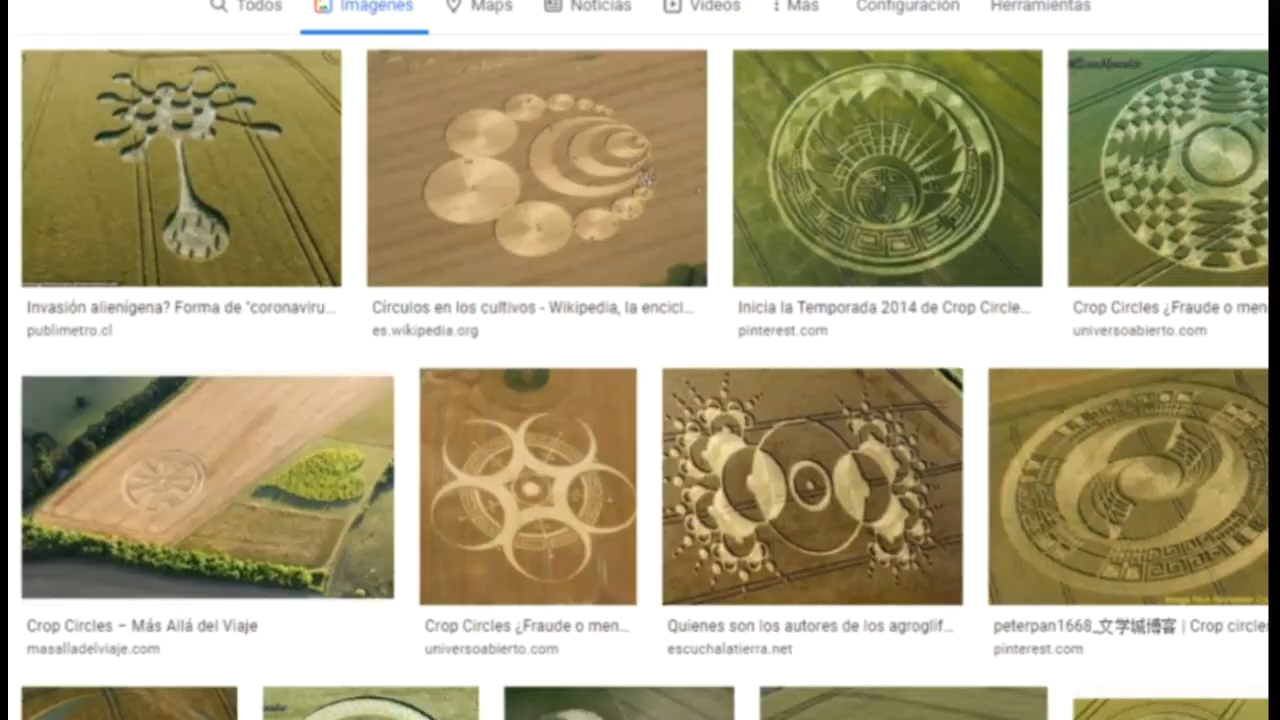 Todos Imágenes Maps Noticias Vídeos Más Configuración Herramientas
Invasión alienígena? Forma de "coronaviru...
publimetro.cl
Círculos en los cultivos - Wikipedia, la encicl...
es.wikipedia.org
Inicia la Temporada 2014 de Crop Circle...
pinterest.com
Crop Circles ¿Fraude o men
universoabierto.com
Crop Circles – Más Allá del Viaje
masalladelviaje.com
Crop Circles ¿Fraude o men...
universoabierto.com
Quienes son los autores de los agroglif...
escuchalatierra.net
peterpan1668_文学城博客 | Crop circle
pinterest.com